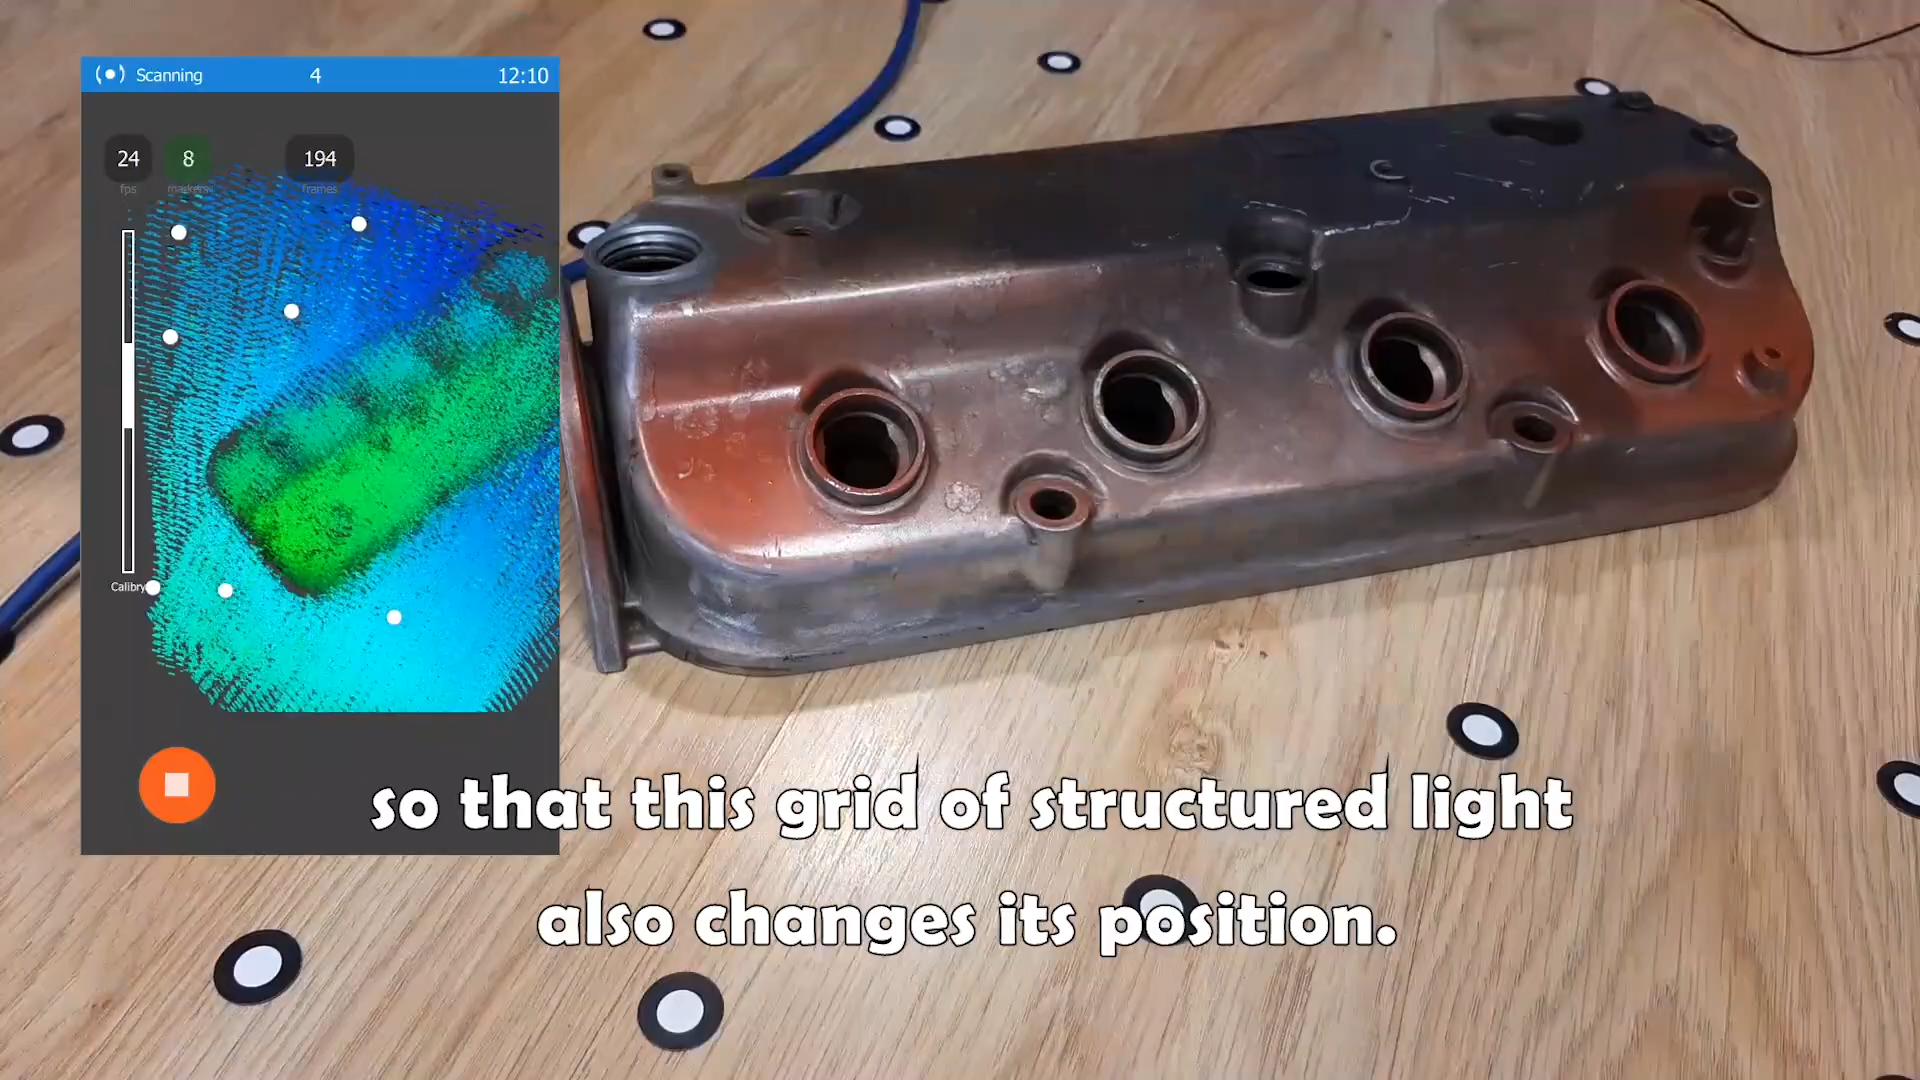 Scanning 4 12:10
24 8 194
fps markers frames
Calibry
so that this grid of structured light
also changes its position.